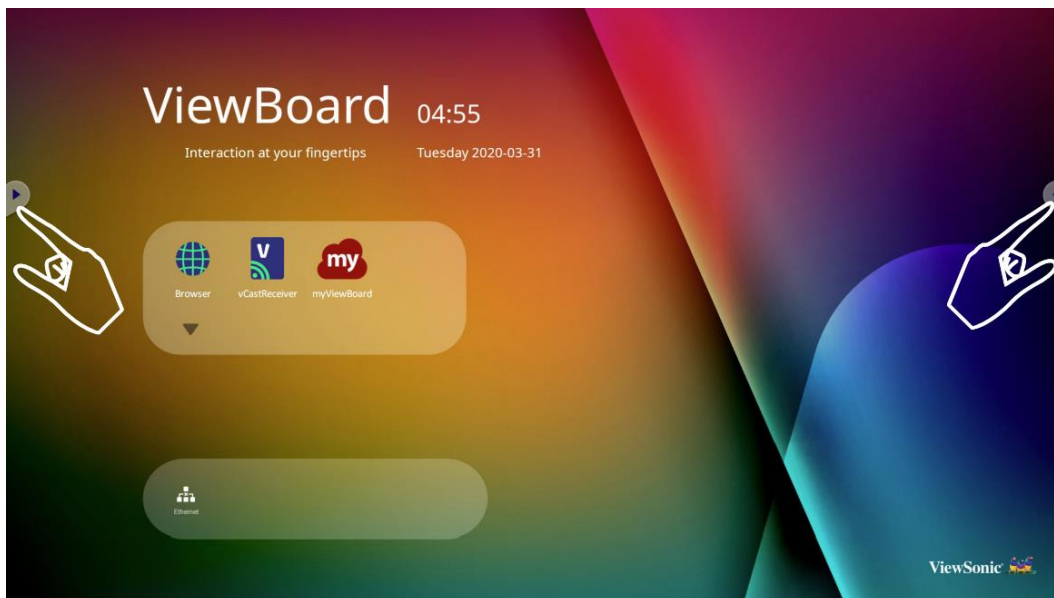 ViewBoard 04:55
Interaction at your fingertips Tuesday 2020-03-31
V my
Browser vCastReceiver myViewBoard
Ethernet
ViewSonic